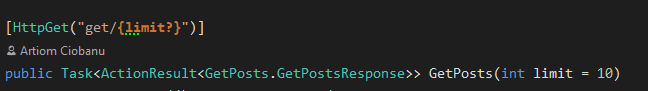 [HttpGet("get/{limit?}")]
Artiom Ciobanu
public Task<ActionResult<GetPosts.GetPostsResponse>> GetPosts(int limit = 10)